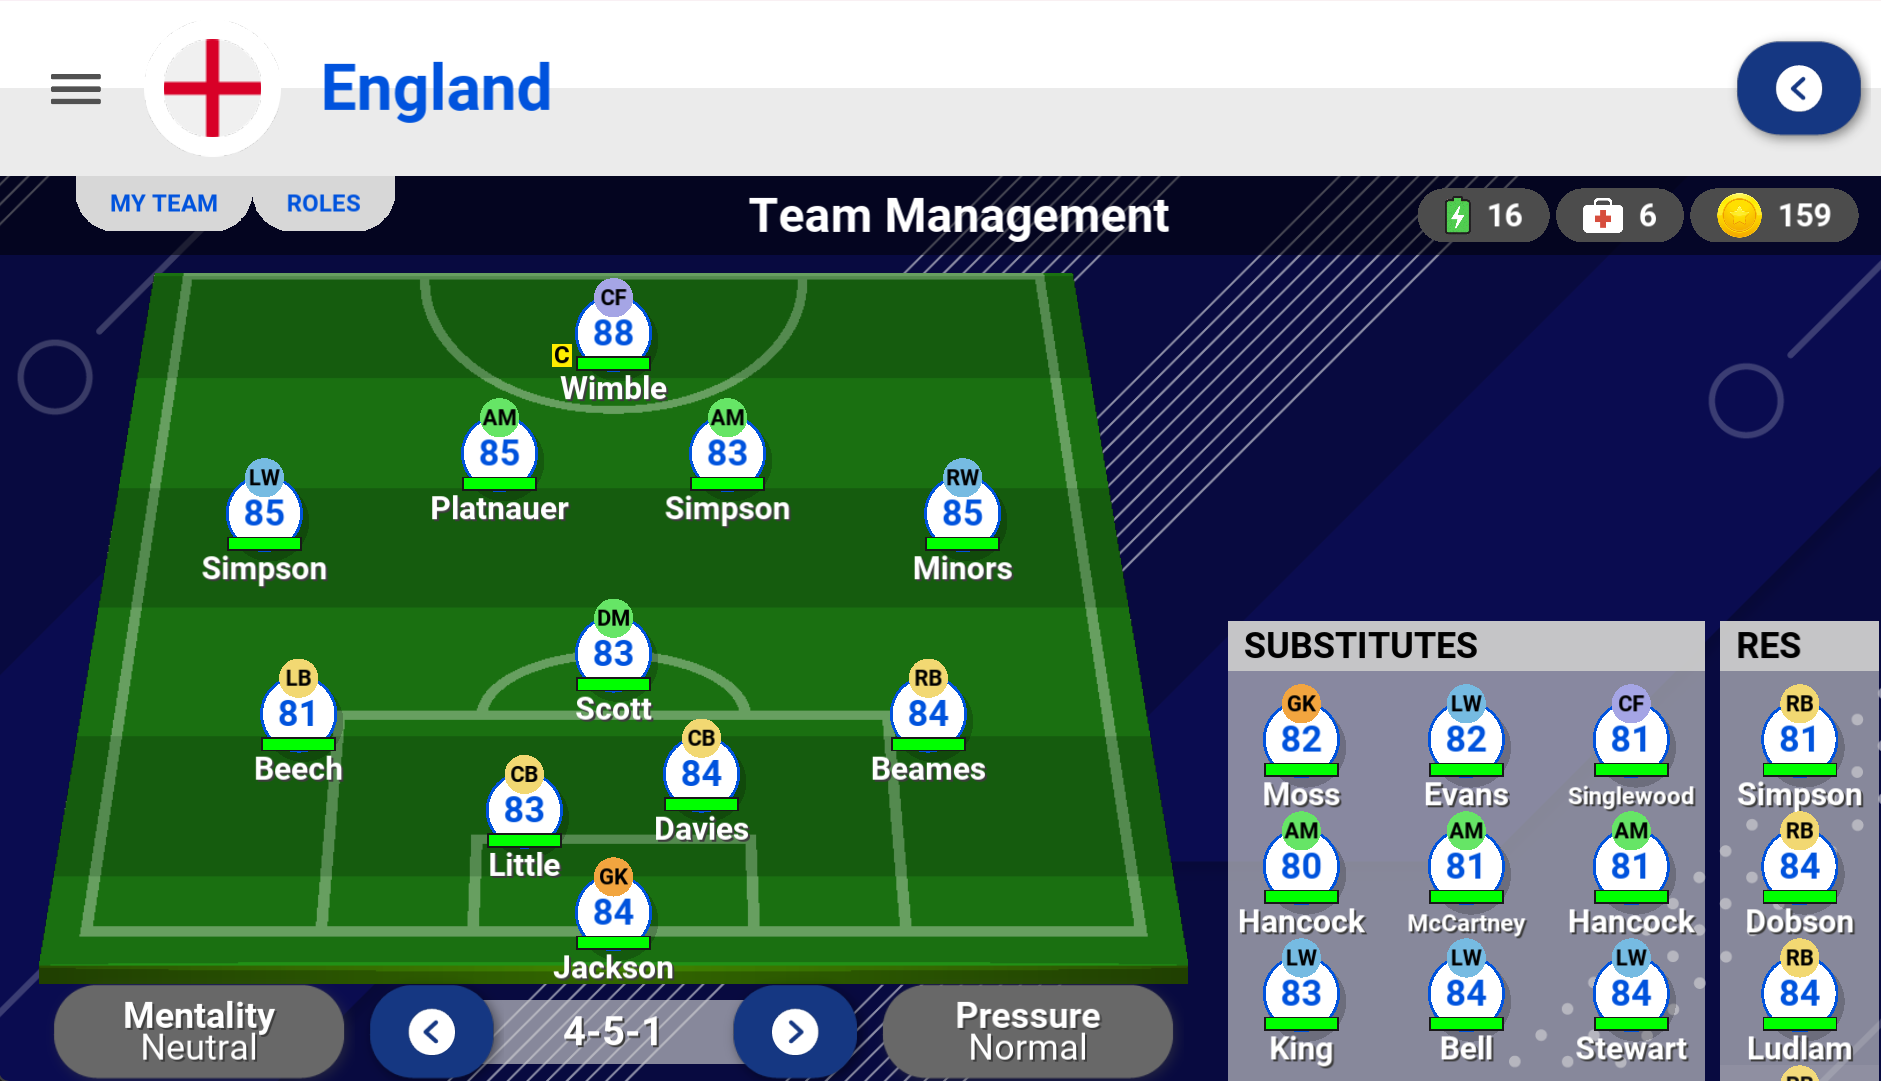 England
MY TEAM
ROLES
Team Management
16
6
159
CF
88
C
Wimble
AM
85
Platnauer
AM
83
Simpson
LW
85
Simpson
RW
85
Minors
DM
83
Scott
LB
81
Beech
RB
84
Beames
CB
84
Davies
CB
83
Little
GK
84
Jackson
Mentality
Neutral
4-5-1
Pressure
Normal
SUBSTITUTES
GK
82
Moss
LW
82
Evans
CF
81
Singlewood
AM
80
Hancock
AM
81
McCartney
AM
81
Hancock
LW
83
King
LW
84
Bell
LW
84
Stewart
RES
RB
81
Simpson
RB
84
Dobson
RB
84
Ludlam
RB